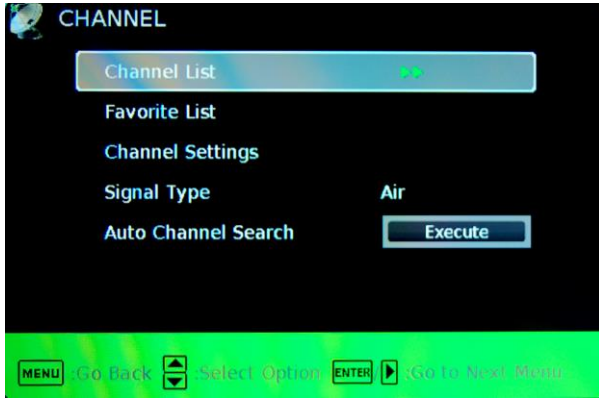 CHANNEL
Channel List
Favorite List
Channel Settings
Signal Type Air
Auto Channel Search Execute
MENU :Go Back :Select Option ENTER / :Go to Next Menu